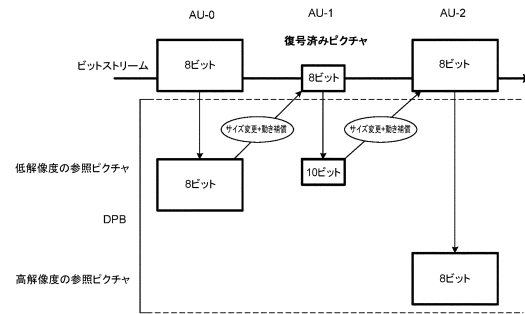 AU-0
AU-1
AU-2
復号済みピクチャ
ビットストリーム
8ビット
8ビット
8ビット
サイズ変更+動き補償
サイズ変更+動き補償
低解像度の参照ピクチャ
8ビット
10ビット
DPB
高解像度の参照ピクチャ
8ビット